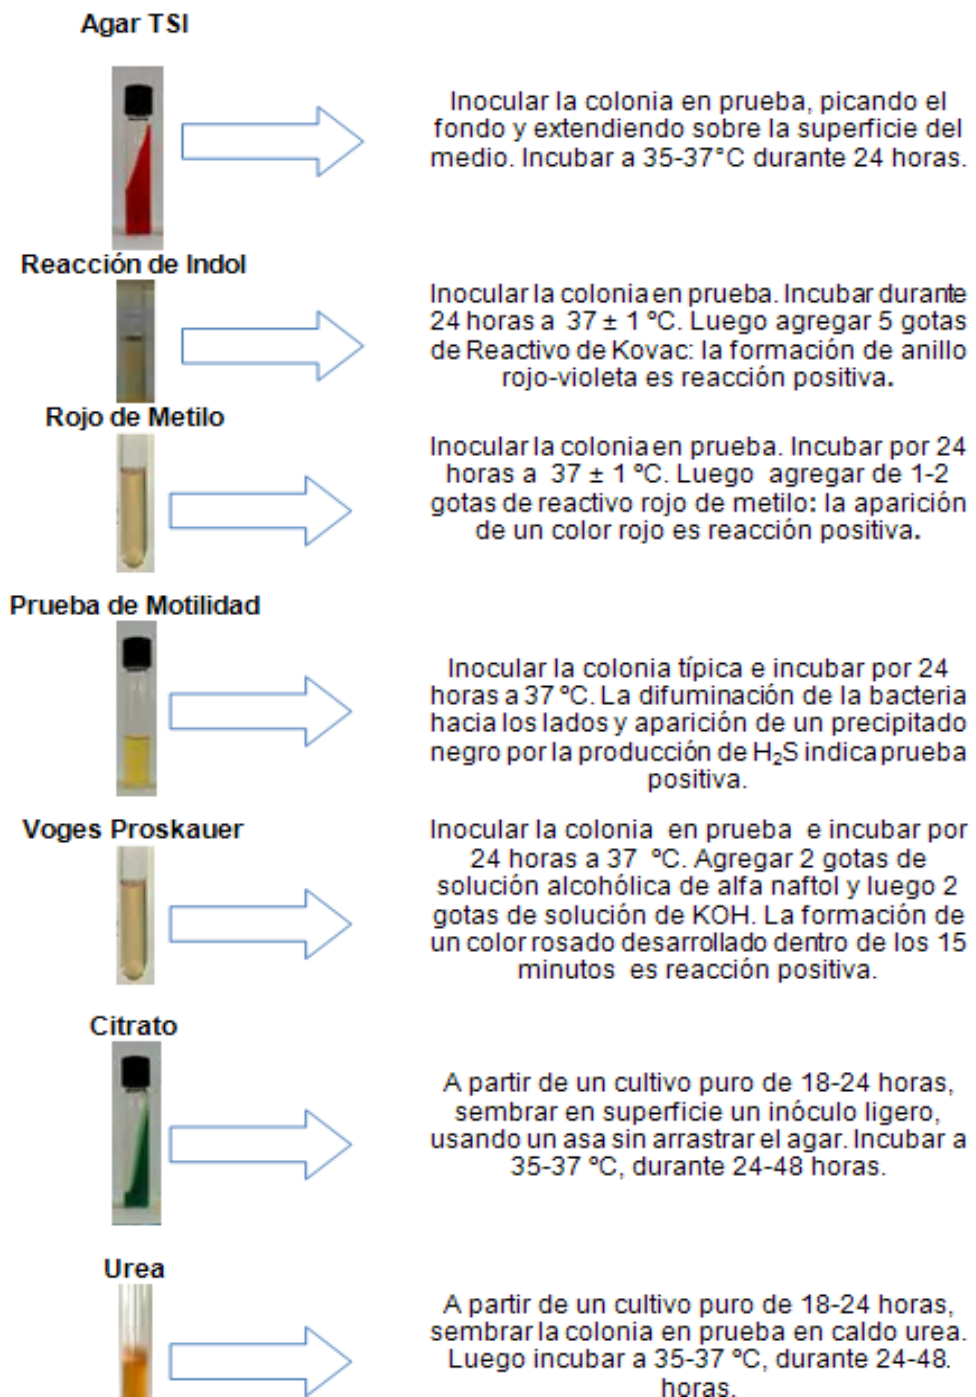 Agar TSI
Inocular la colonia en prueba, picando el
fondo y extendiendo sobre la superficie del
medio. Incubar a 35-37°C durante 24 horas.
Reacción de Indol
Inocular la colonia en prueba. Incubar durante
24 horas a 37 ± 1 ºC. Luego agregar 5 gotas
de Reactivo de Kovac: la formación de anillo
rojo-violeta es reacción positiva.
Rojo de Metilo
Inocular la colonia en prueba. Incubar por 24
horas a 37 ± 1 ºC. Luego agregar de 1-2
gotas de reactivo rojo de metilo: la aparición
de un color rojo es reacción positiva.
Prueba de Motilidad
Inocular la colonia típica e incubar por 24
horas a 37 ºC. La difuminación de la bacteria
hacia los lados y aparición de un precipitado
negro por la producción de H₂S indica prueba
positiva.
Voges Proskauer
Inocular la colonia en prueba e incubar por
24 horas a 37 ºC. Agregar 2 gotas de
solución alcohólica de alfa naftol y luego 2
gotas de solución de KOH. La formación de
un color rosado desarrollado dentro de los 15
minutos es reacción positiva.
Citrato
A partir de un cultivo puro de 18-24 horas,
sembrar en superficie un inóculo ligero,
usando un asa sin arrastrar el agar. Incubar a
35-37 ºC, durante 24-48 horas.
Urea
A partir de un cultivo puro de 18-24 horas,
sembrar la colonia en prueba en caldo urea.
Luego incubar a 35-37 ºC, durante 24-48.
horas.